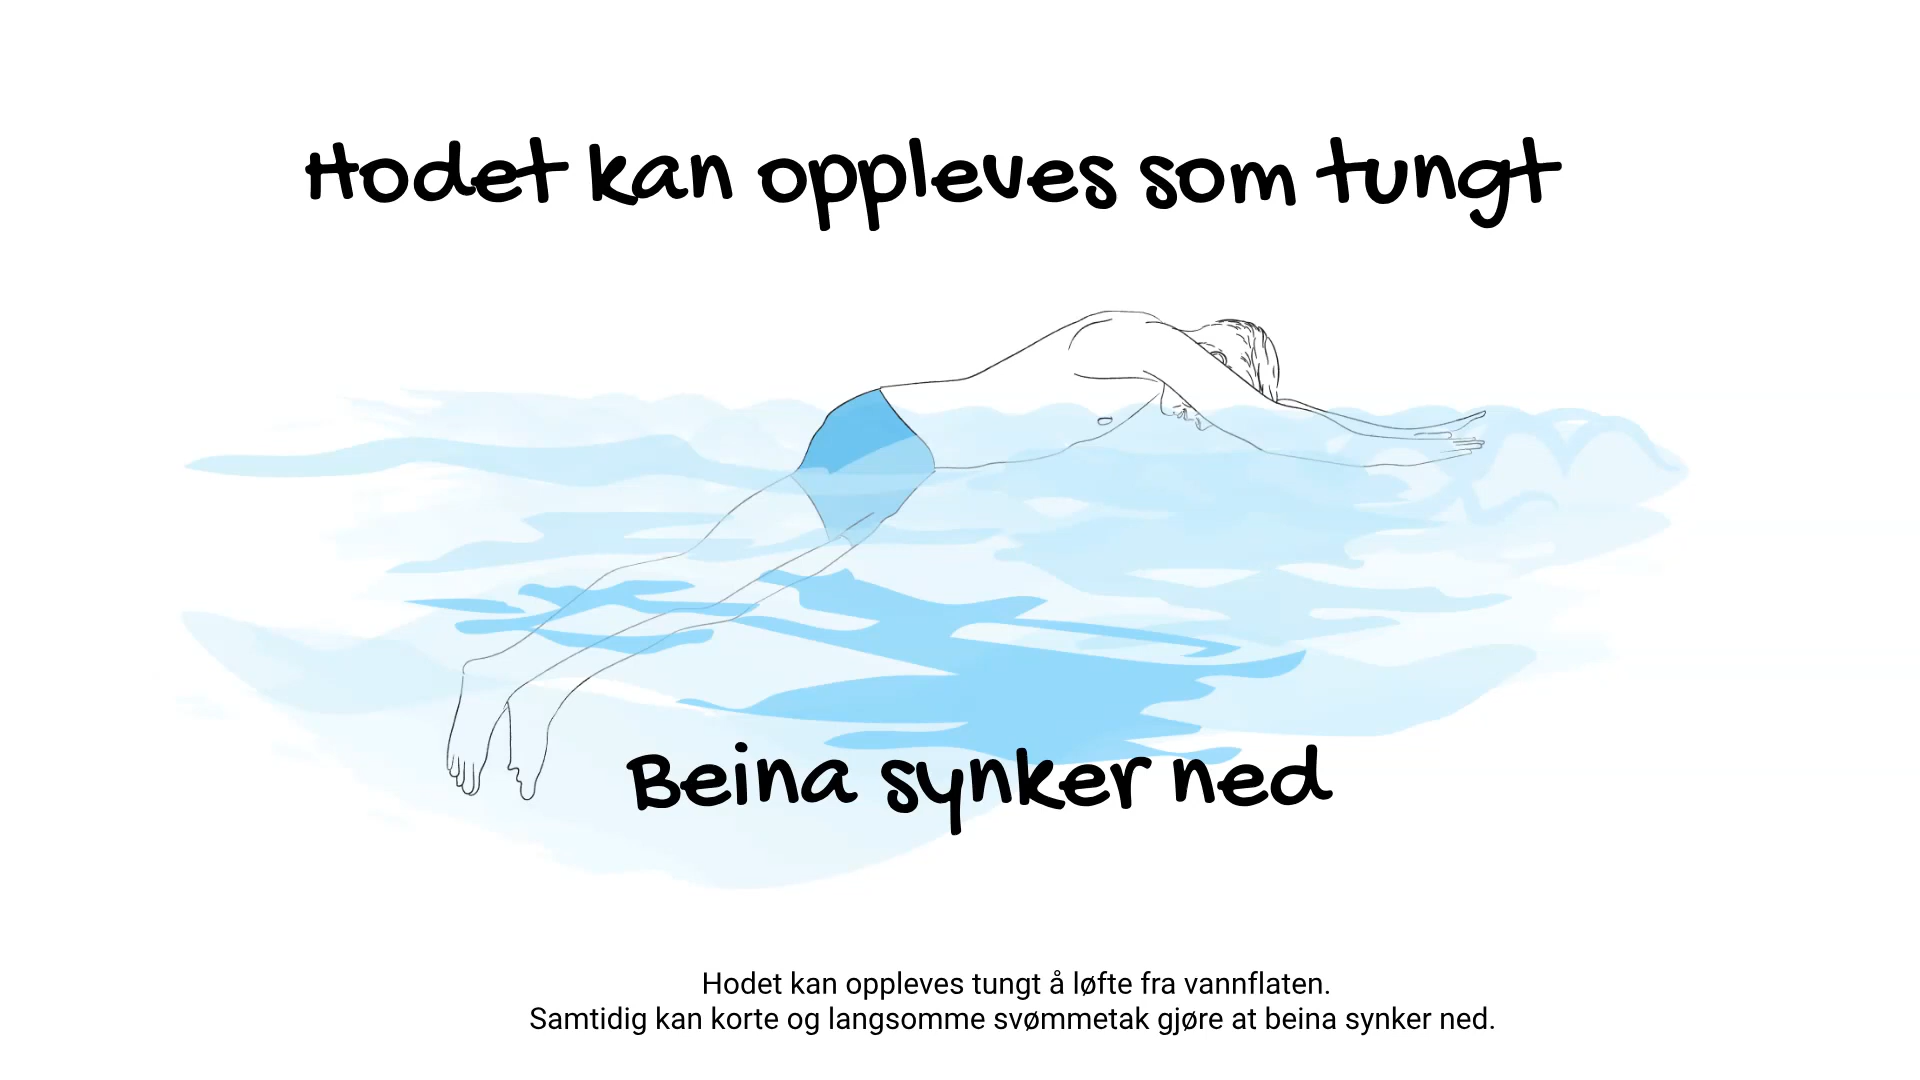 Hodet kan oppleves som tungt
Beina synker ned
Hodet kan oppleves tungt å løfte fra vannflaten.
Samtidig kan korte og langsomme svømmetak gjøre at beina synker ned.